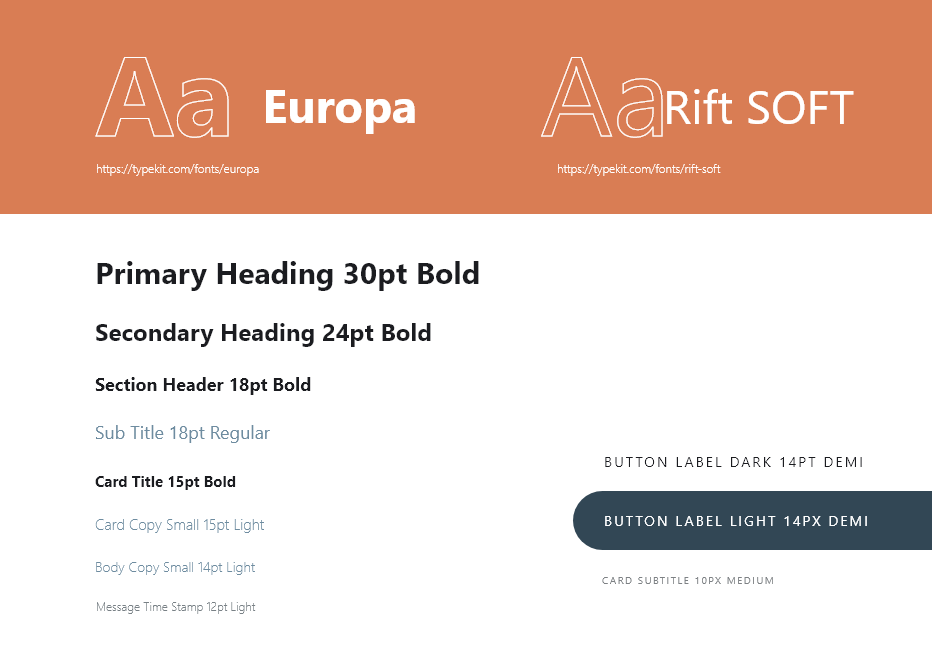 Aa Europa
https://typekit.com/fonts/europa
Aa Rift SOFT
https://typekit.com/fonts/rift-soft
Primary Heading 30pt Bold
Secondary Heading 24pt Bold
Section Header 18pt Bold
Sub Title 18pt Regular
Card Title 15pt Bold
Card Copy Small 15pt Light
Body Copy Small 14pt Light
Message Time Stamp 12pt Light
BUTTON LABEL DARK 14PT DEMI
BUTTON LABEL LIGHT 14PX DEMI
CARD SUBTITLE 10PX MEDIUM